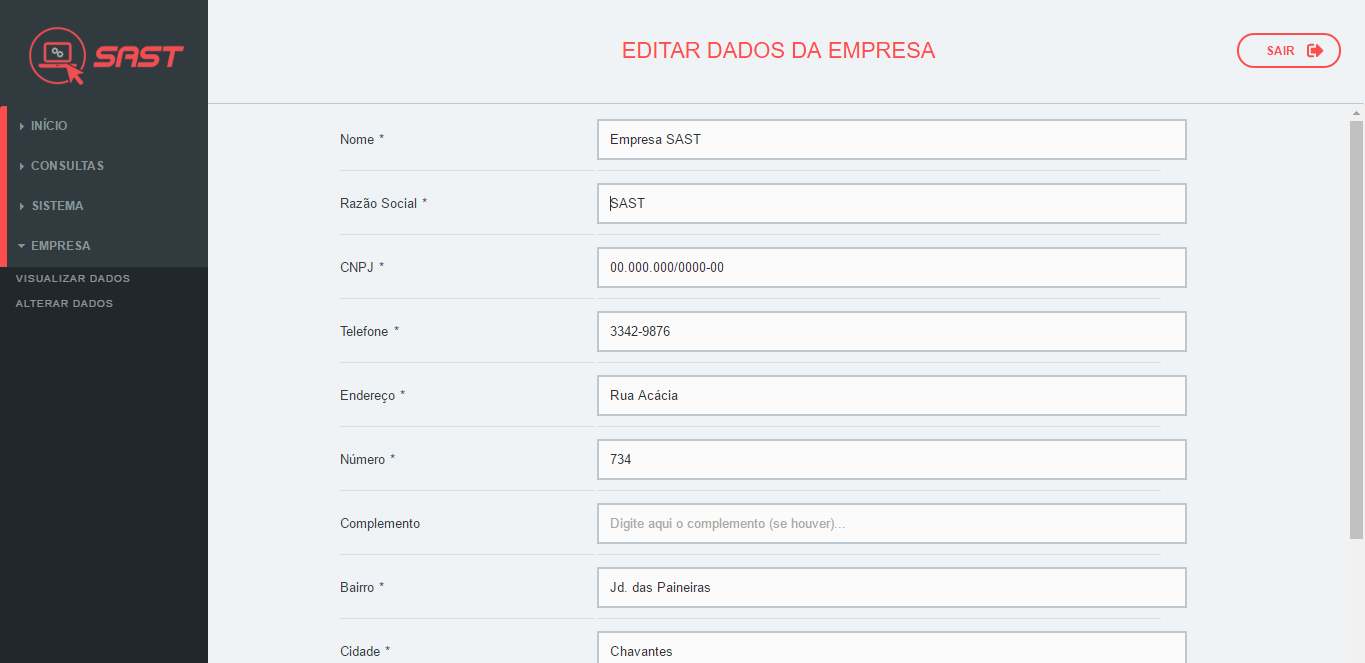 SAST
EDITAR DADOS DA EMPRESA
SAIR
INÍCIO
CONSULTAS
SISTEMA
EMPRESA
VISUALIZAR DADOS
ALTERAR DADOS
Nome * Empresa SAST
Razão Social * SAST
CNPJ * 00.000.000/0000-00
Telefone * 3342-9876
Endereço * Rua Acácia
Número * 734
Complemento Digite aqui o complemento (se houver)...
Bairro * Jd. das Paineiras
Cidade * Chavantes